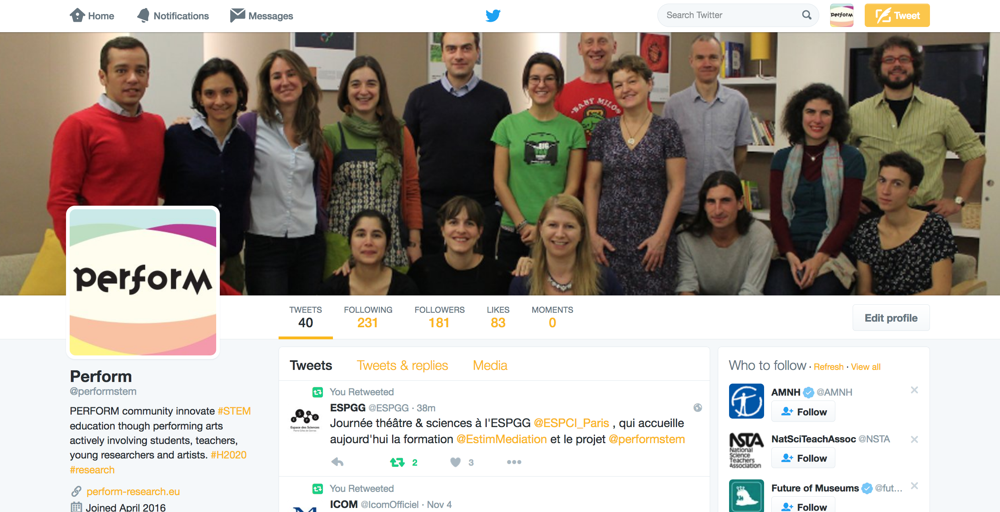 Home
Notifications
Messages
Search Twitter
perform
Tweet
BABY MILO
BIG
perform
TWEETS
40
FOLLOWING
231
FOLLOWERS
181
LIKES
83
MOMENTS
0
Edit profile
Perform
@performstem
PERFORM community innovate #STEM
education though performing arts
actively involving students, teachers,
young researchers and artists. #H2020
#research
perform-research.eu
Joined April 2016
Tweets
Tweets & replies
Media
You Retweeted
S P G G
E P G G
Espace des Sciences
Pierre-Gilles de Gennes
ESPGG @ESPGG · 38m
Journée théâtre & sciences à l'ESPGG @ESPCI_Paris , qui accueille
aujourd'hui la formation @EstimMediation et le projet @performstem
2
3
You Retweeted
ICOM @IcomOfficiel · Nov 4
Who to follow · Refresh · View all
AMNH @AMNH
Follow
NSTA
National
Science
Teachers
Association
NatSciTeachAssoc @NSTA
Follow
Future of Museums @fut...
Follow